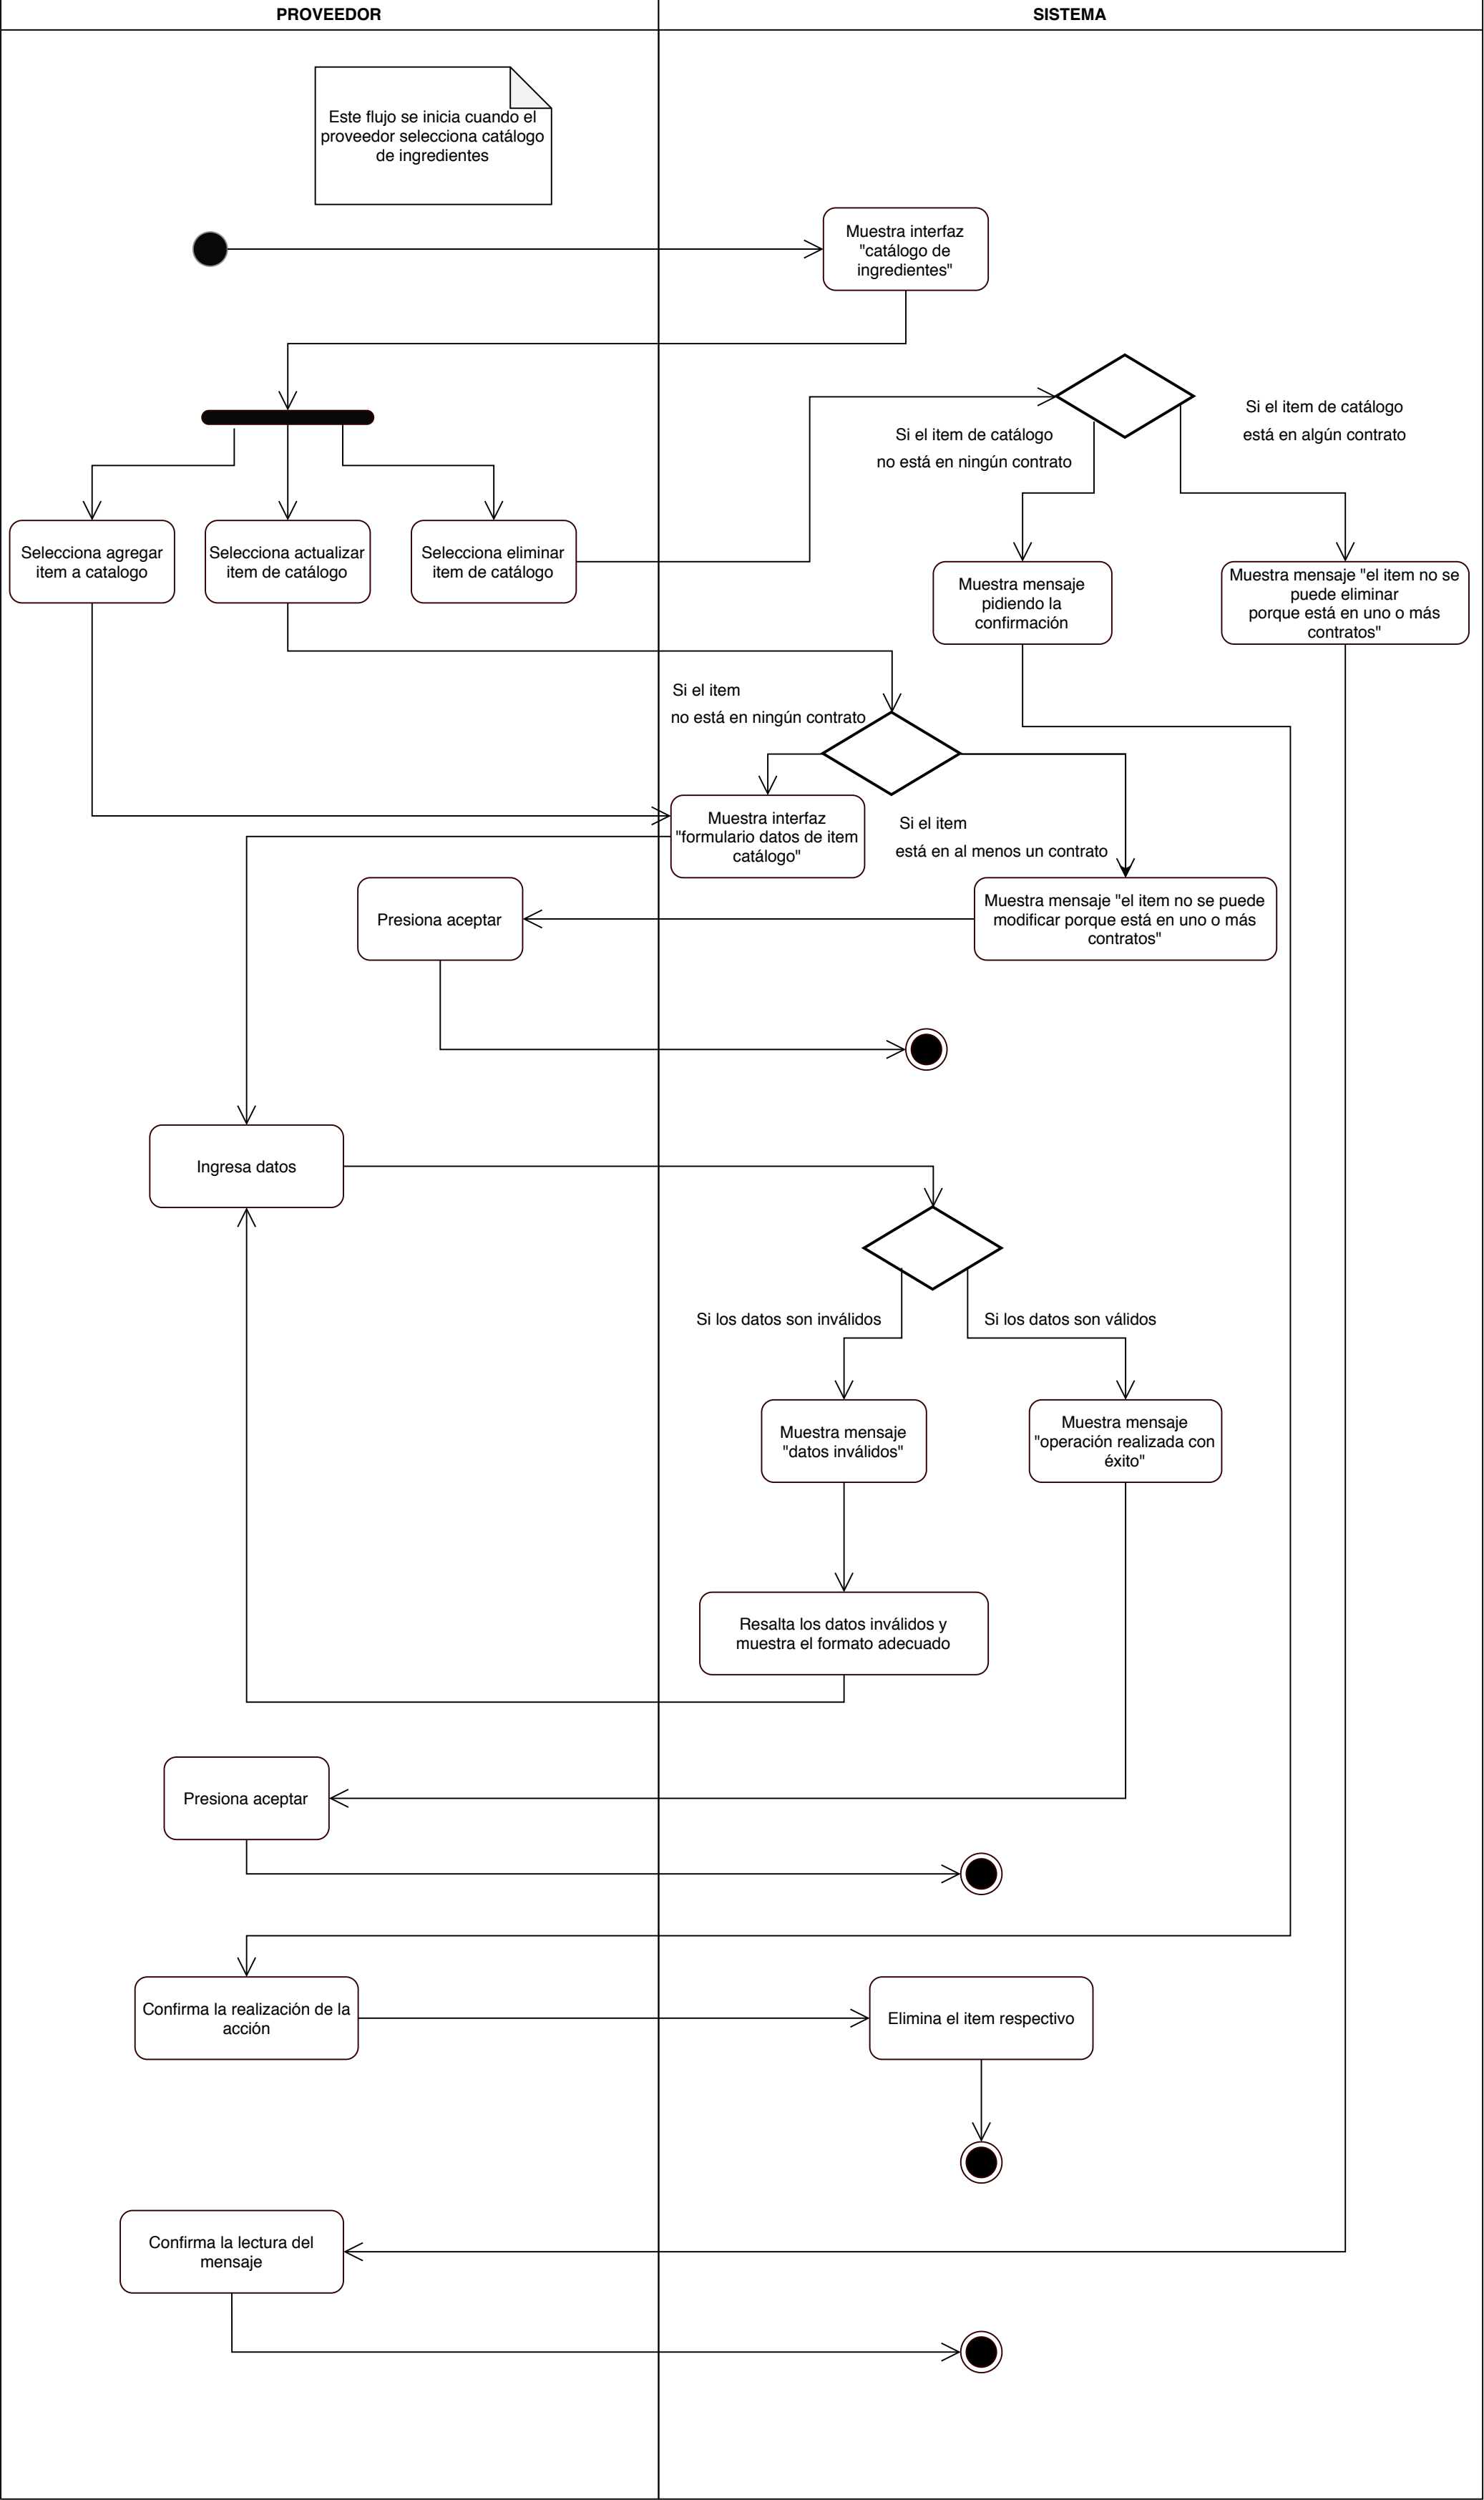 PROVEEDOR
SISTEMA
Este flujo se inicia cuando el
proveedor selecciona catálogo
de ingredientes
Muestra interfaz
"catálogo de
ingredientes"
Si el item de catálogo
no está en ningún contrato
Si el item de catálogo
está en algún contrato
Selecciona agregar
item a catalogo
Selecciona actualizar
item de catálogo
Selecciona eliminar
item de catálogo
Muestra mensaje
pidiendo la
confirmación
Muestra mensaje "el item no se
puede eliminar
porque está en uno o más
contratos"
Si el item
no está en ningún contrato
Muestra interfaz
"formulario datos de item
catálogo"
Si el item
está en al menos un contrato
Presiona aceptar
Muestra mensaje "el item no se puede
modificar porque está en uno o más
contratos"
Ingresa datos
Si los datos son inválidos
Si los datos son válidos
Muestra mensaje
"datos inválidos"
Muestra mensaje
"operación realizada con
éxito"
Resalta los datos inválidos y
muestra el formato adecuado
Presiona aceptar
Confirma la realización de la
acción
Elimina el item respectivo
Confirma la lectura del
mensaje